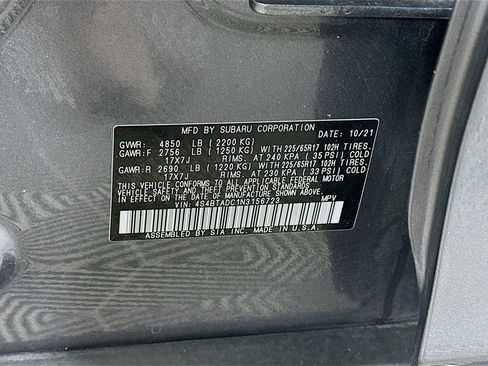 MFD BY SUBARU CORPORATION DATE: 10/21
GVWR: 4850 LB (2200 KG)
GAWR:F 2756 LB (1250 KG) WITH 225/65R17 102H TIRES.
17X7J RIMS. AT 240 KPA (35 PSI) COLD
GAWR:R 2690 LB (1220 KG) WITH 225/65R17 102H TIRES.
17X7J RIMS. AT 230 KPA (33 PSI) COLD
THIS VEHICLE CONFORMS TO ALL APPLICABLE FEDERAL MOTOR
VEHICLE SAFETY AND THEFT PREVENTION STANDARDS IN
EFFECT ON THE DATE OF MANUFACTURE SHOWN ABOVE.
VIN: 4S4BTADC1N3156723 MPV
ASSEMBLED BY SIA INC. MADE IN U.S.A.